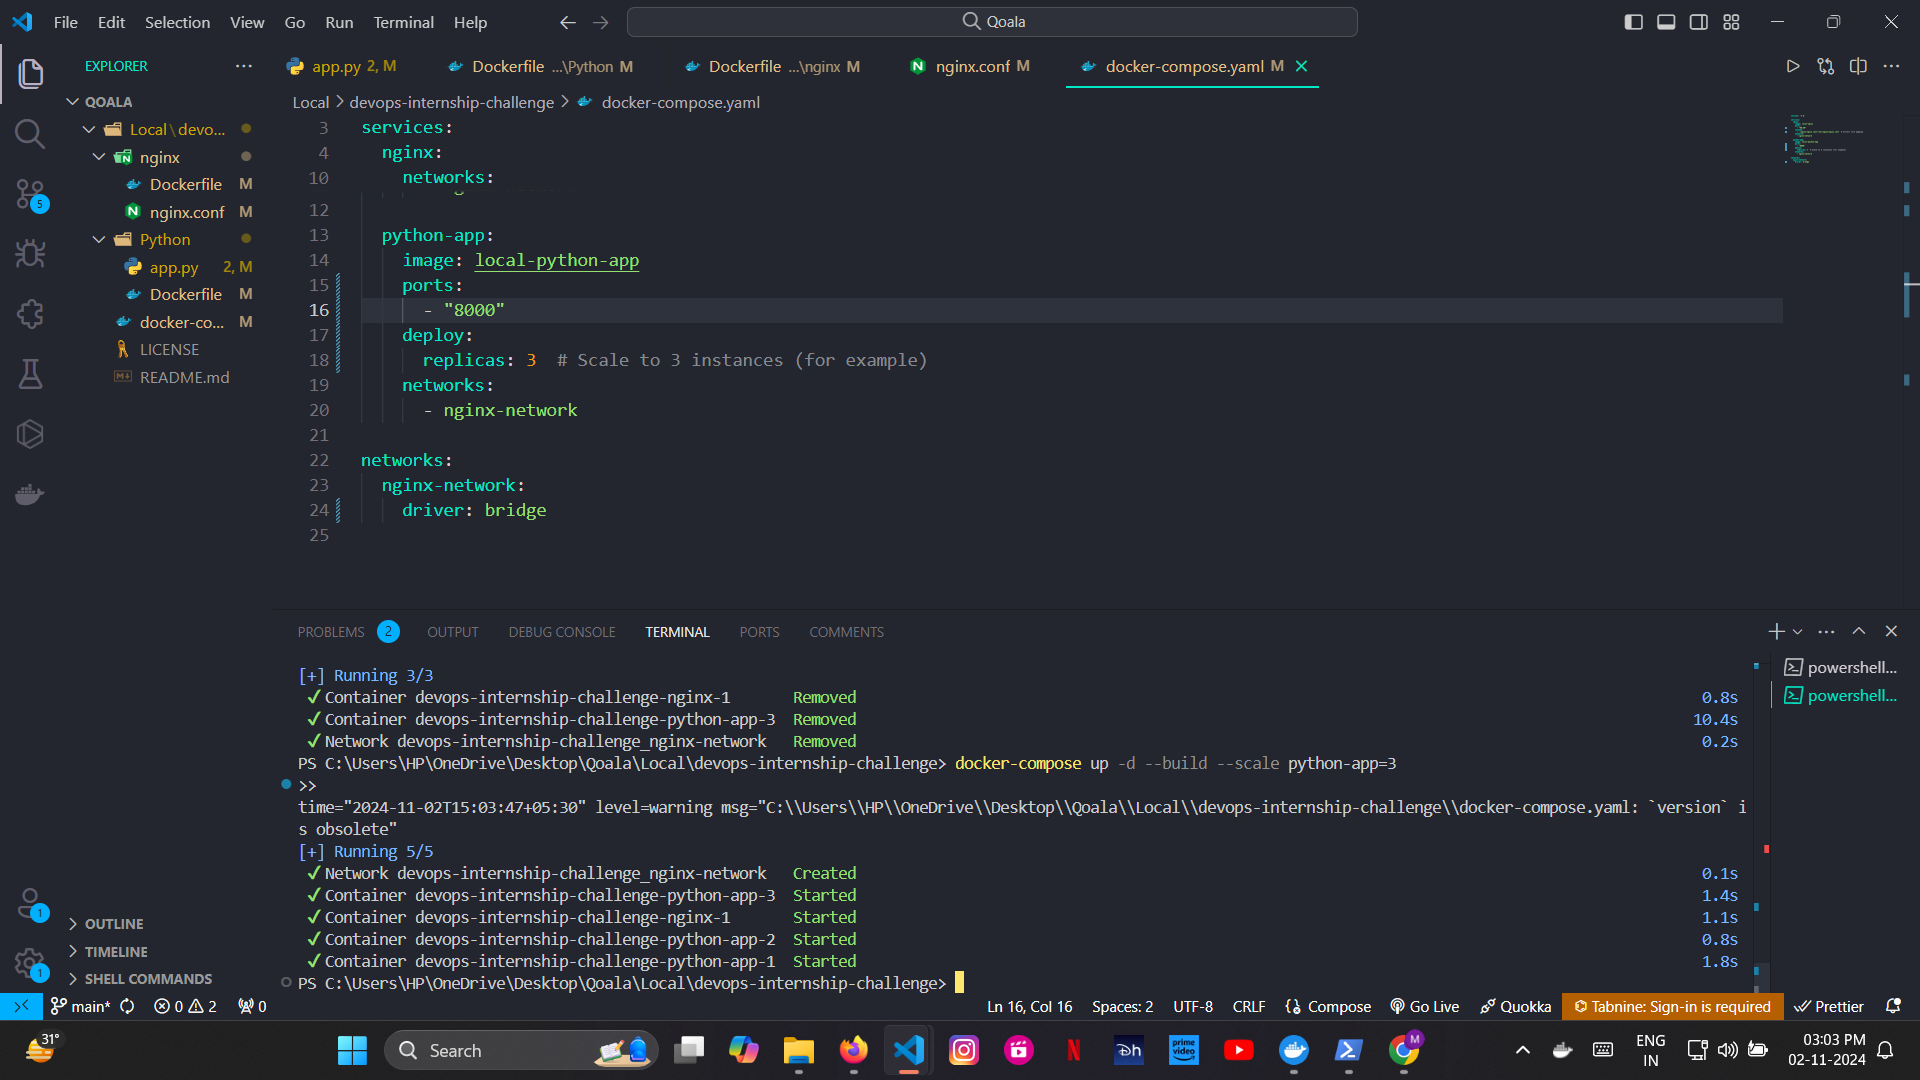 File Edit Selection View Go Run Terminal Help
Qoala
EXPLORER
app.py 2, M
Dockerfile ...\Python M
Dockerfile ...\nginx M
nginx.conf M
docker-compose.yaml M
QOALA
Local > devops-internship-challenge > docker-compose.yaml
Local\devo...
nginx
Dockerfile M
nginx.conf M
Python
app.py 2, M
Dockerfile M
docker-co... M
LICENSE
README.md
3 services:
4 nginx:
10 networks:
12
13 python-app:
14 image: local-python-app
15 ports:
16 - "8000"
17 deploy:
18 replicas: 3 # Scale to 3 instances (for example)
19 networks:
20 - nginx-network
21
22 networks:
23 nginx-network:
24 driver: bridge
25
5
PROBLEMS 2 OUTPUT DEBUG CONSOLE TERMINAL PORTS COMMENTS
powershell...
powershell...
[+] Running 3/3
✓ Container devops-internship-challenge-nginx-1 Removed 0.8s
✓ Container devops-internship-challenge-python-app-3 Removed 10.4s
✓ Network devops-internship-challenge_nginx-network Removed 0.2s
PS C:\Users\HP\OneDrive\Desktop\Qoala\Local\devops-internship-challenge> docker-compose up -d --build --scale python-app=3
>>
time="2024-11-02T15:03:47+05:30" level=warning msg="C:\\Users\\HP\\OneDrive\\Desktop\\Qoala\\Local\\devops-internship-challenge\\docker-compose.yaml: `version` i
s obsolete"
[+] Running 5/5
✓ Network devops-internship-challenge_nginx-network Created 0.1s
✓ Container devops-internship-challenge-python-app-3 Started 1.4s
✓ Container devops-internship-challenge-nginx-1 Started 1.1s
✓ Container devops-internship-challenge-python-app-2 Started 0.8s
✓ Container devops-internship-challenge-python-app-1 Started 1.8s
PS C:\Users\HP\OneDrive\Desktop\Qoala\Local\devops-internship-challenge>
1
1
OUTLINE
TIMELINE
SHELL COMMANDS
main* 0 2 0
Ln 16, Col 16 Spaces: 2 UTF-8 CRLF Compose Go Live Quokka Tabnine: Sign-in is required Prettier
31°
Search
Dh
prime video
N
M
ENG
IN
03:03 PM
02-11-2024